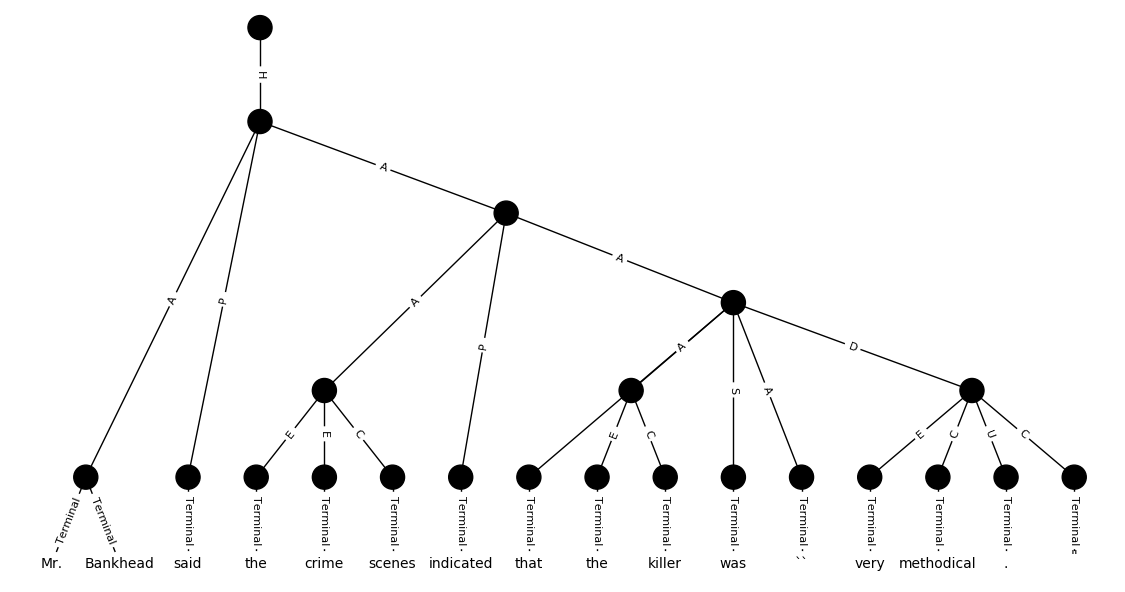 H
A
A
A P A
P A D
S A
E E C E C E C U C
Terminal Terminal Terminal Terminal Terminal Terminal Terminal Terminal Terminal Terminal Terminal Terminal Terminal Terminal Terminal Terminal
Mr. Bankhead said the crime scenes indicated that the killer was very methodical .